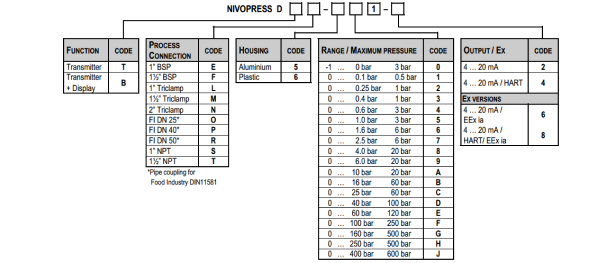 NIVOPRESS D □ □ – □ □ 1 – □
FUNCTION CODE
Transmitter T
Transmitter + Display B
PROCESS CONNECTION CODE
1" BSP E
1½" BSP F
1" Triclamp L
1½" Triclamp M
2" Triclamp N
FI DN 25* O
FI DN 40* P
FI DN 50* R
1" NPT S
1½" NPT T
*Pipe coupling for
Food Industry DIN11581
HOUSING CODE
Aluminium 5
Plastic 6
RANGE / MAXIMUM PRESSURE CODE
-1 ... 0 bar 3 bar 0
0 ... 0.1 bar 0.5 bar 1
0 ... 0.25 bar 1 bar 2
0 ... 0.4 bar 1 bar 3
0 ... 0.6 bar 3 bar 4
0 ... 1.0 bar 3 bar 5
0 ... 1.6 bar 6 bar 6
0 ... 2.5 bar 6 bar 7
0 ... 4.0 bar 20 bar 8
0 ... 6.0 bar 20 bar 9
0 ... 10 bar 20 bar A
0 ... 16 bar 60 bar B
0 ... 25 bar 60 bar C
0 ... 40 bar 100 bar D
0 ... 60 bar 120 bar E
0 ... 100 bar 250 bar F
0 ... 160 bar 500 bar G
0 ... 250 bar 500 bar H
0 ... 400 bar 600 bar J
OUTPUT / EX CODE
4 ... 20 mA 2
4 ... 20 mA / HART 4
EX VERSIONS
4 ... 20 mA / EEx ia 6
4 ... 20 mA / HART/ EEx ia 8